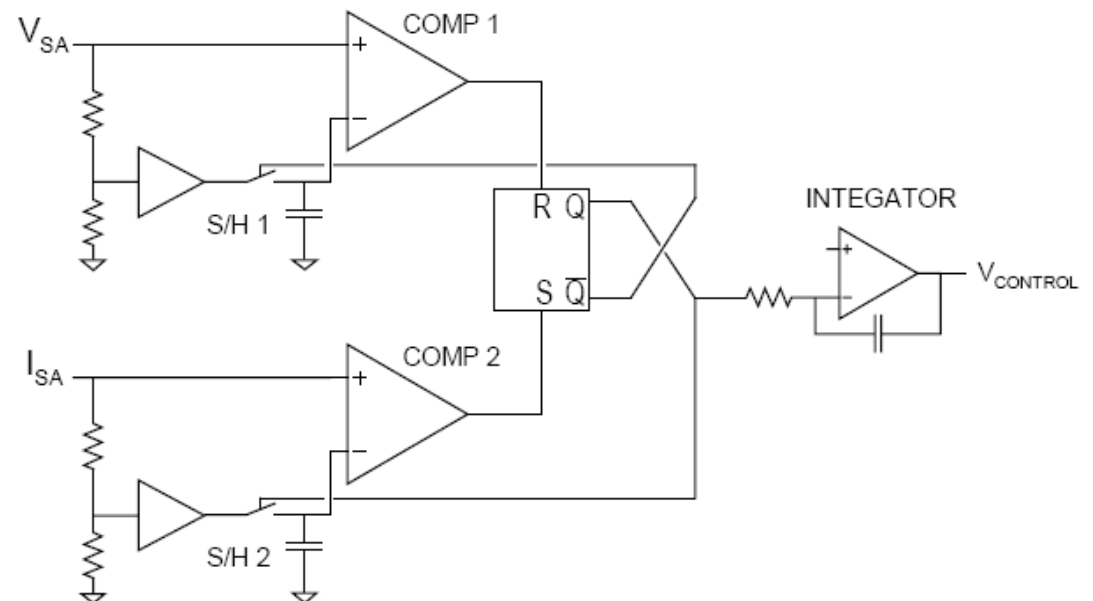 V_SA
COMP 1
+
−
S/H 1
R Q
S Q̅
INTEGATOR
+
−
V_CONTROL
I_SA
COMP 2
+
−
S/H 2